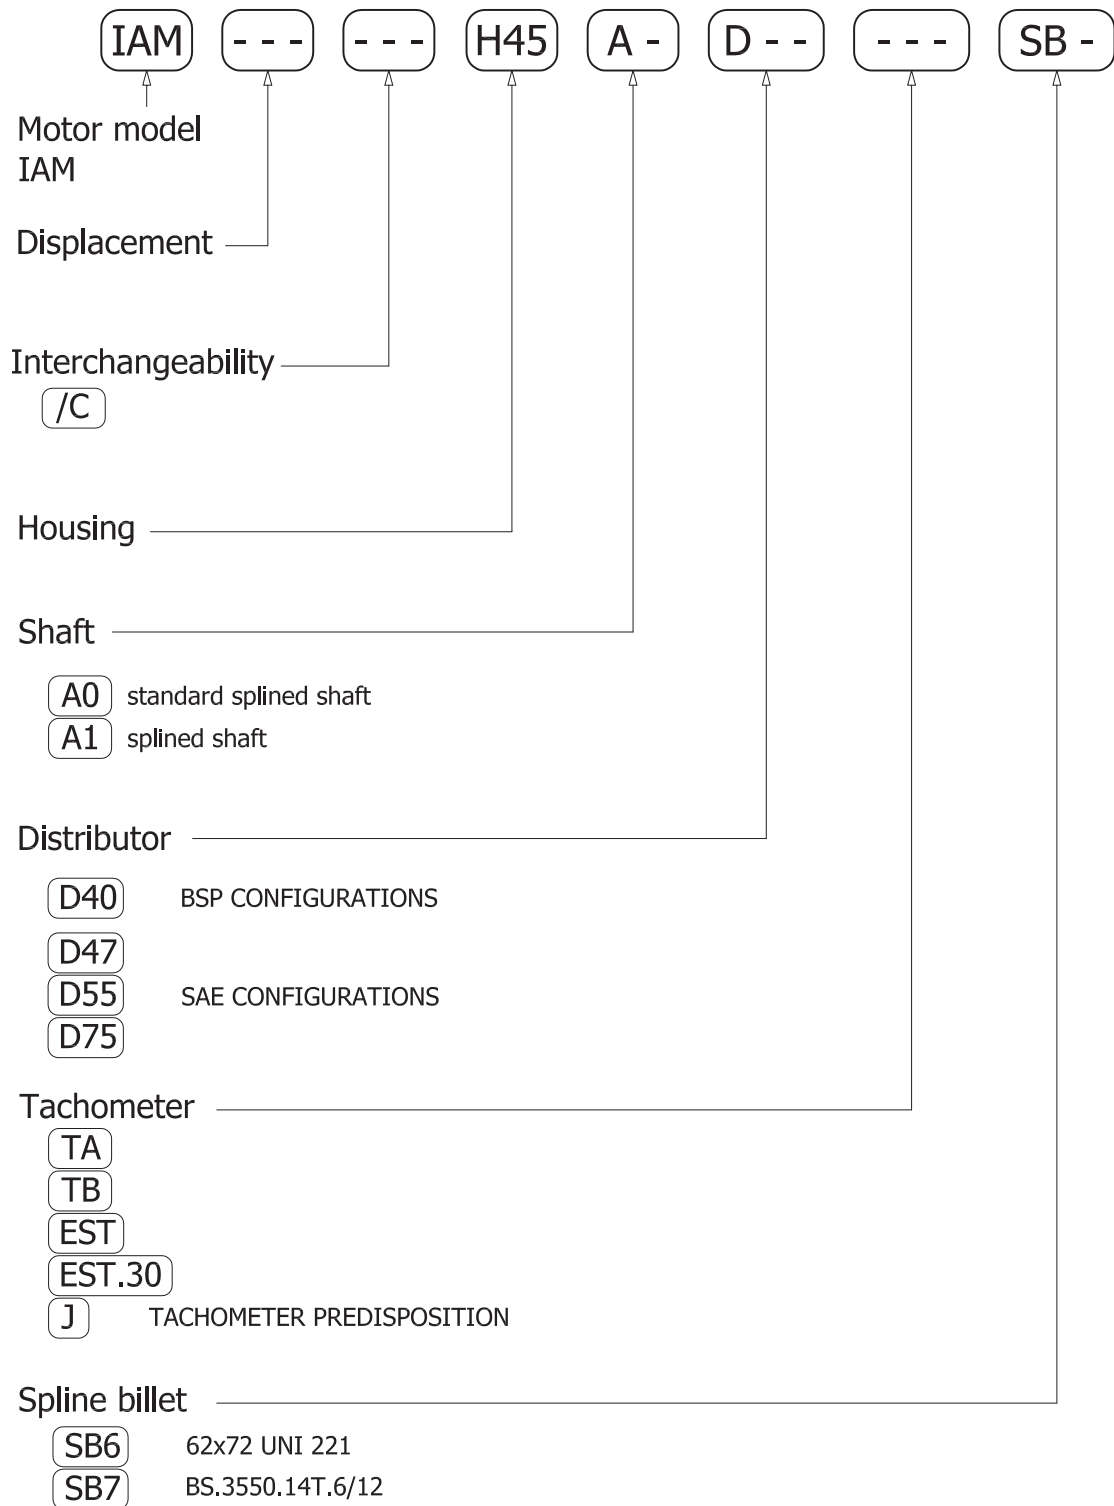 IAM - - - - - - H45 A - D - - - - - SB -
Motor model
IAM
Displacement
Interchangeability
/C
Housing
Shaft
A0 standard splined shaft
A1 splined shaft
Distributor
D40 BSP CONFIGURATIONS
D47
D55 SAE CONFIGURATIONS
D75
Tachometer
TA
TB
EST
EST.30
J TACHOMETER PREDISPOSITION
Spline billet
SB6 62x72 UNI 221
SB7 BS.3550.14T.6/12